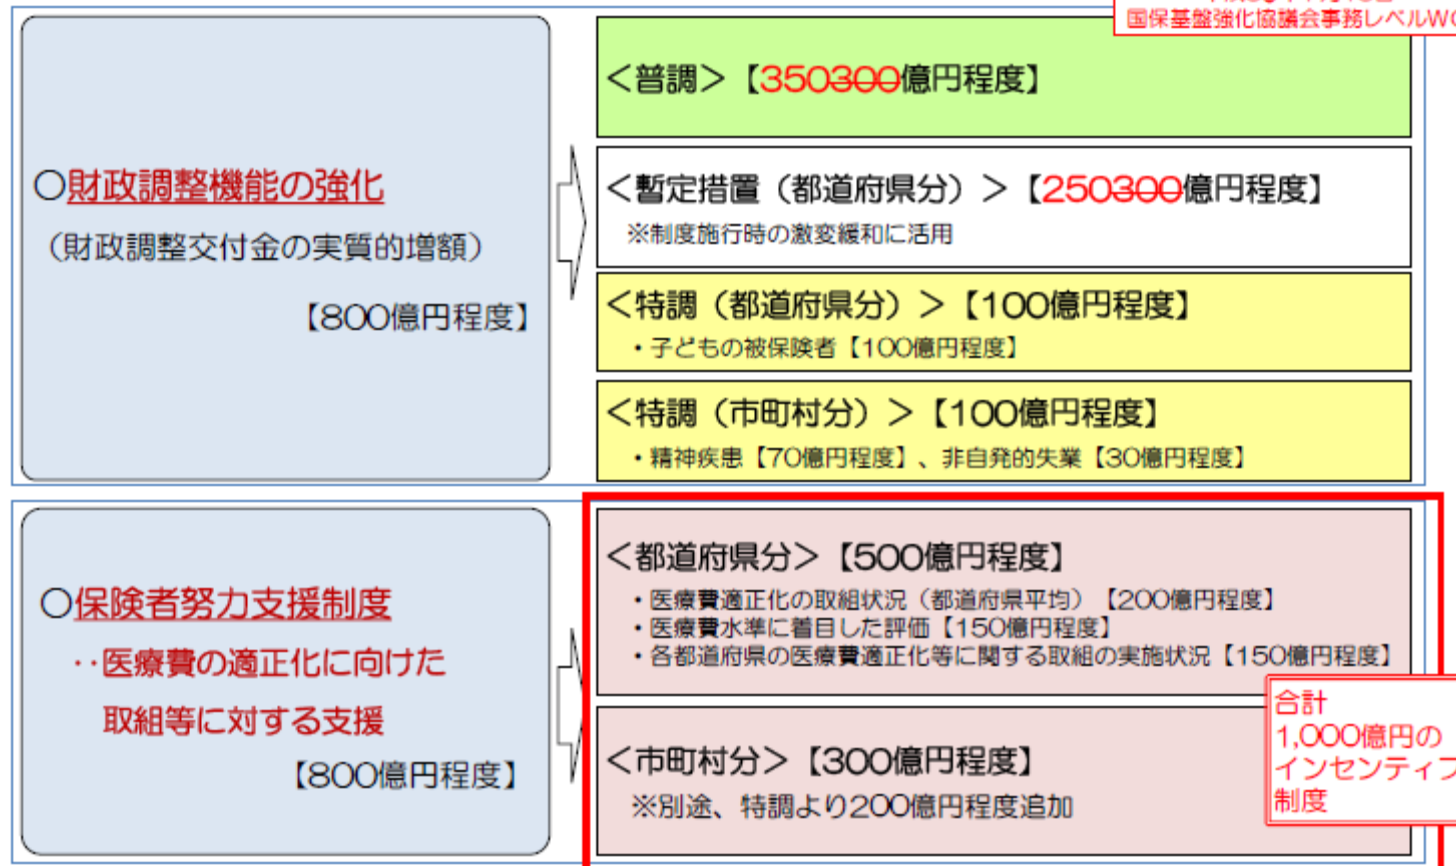 国保基盤強化協議会事務レベルWG
○財政調整機能の強化
（財政調整交付金の実質的増額）
【800億円程度】
＜普調＞【350300億円程度】
＜暫定措置（都道府県分）＞【250300億円程度】
※制度施行時の激変緩和に活用
＜特調（都道府県分）＞【100億円程度】
・子どもの被保険者【100億円程度】
＜特調（市町村分）＞【100億円程度】
・精神疾患【70億円程度】、非自発的失業【30億円程度】
○保険者努力支援制度
‥医療費の適正化に向けた
取組等に対する支援
【800億円程度】
＜都道府県分＞【500億円程度】
・医療費適正化の取組状況（都道府県平均）【200億円程度】
・医療費水準に着目した評価【150億円程度】
・各都道府県の医療費適正化等に関する取組の実施状況【150億円程度】
＜市町村分＞【300億円程度】
※別途、特調より200億円程度追加
合計
1,000億円の
インセンティブ
制度